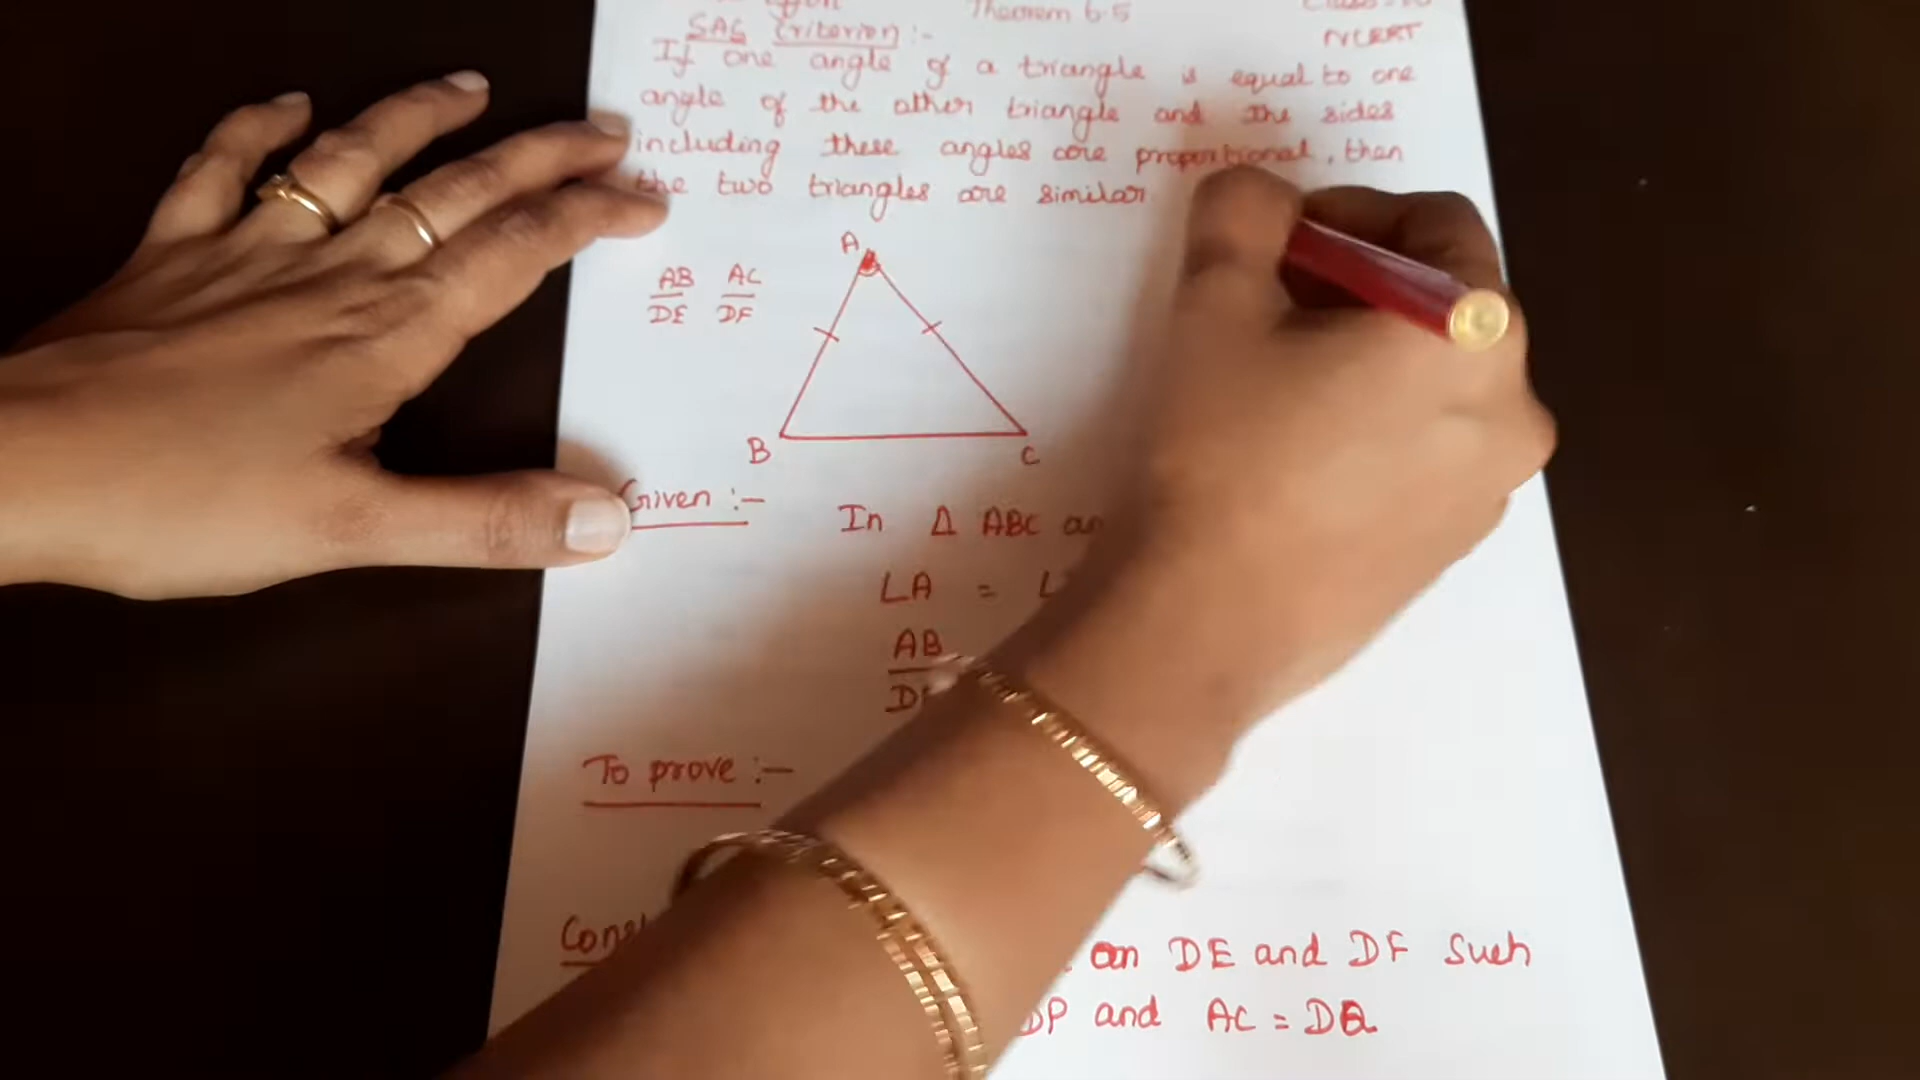 Theorem 6.5
SAS Criterion :-
NCERT
If one angle of a triangle is equal to one
angle of the other triangle and the sides
including these angles are proportional, then
the two triangles are similar
A
AB AC
DE DF
B
C
Given :-
In Δ ABC
∠A =
AB
To prove :-
on DE and DF Such
DP and AC = DQ